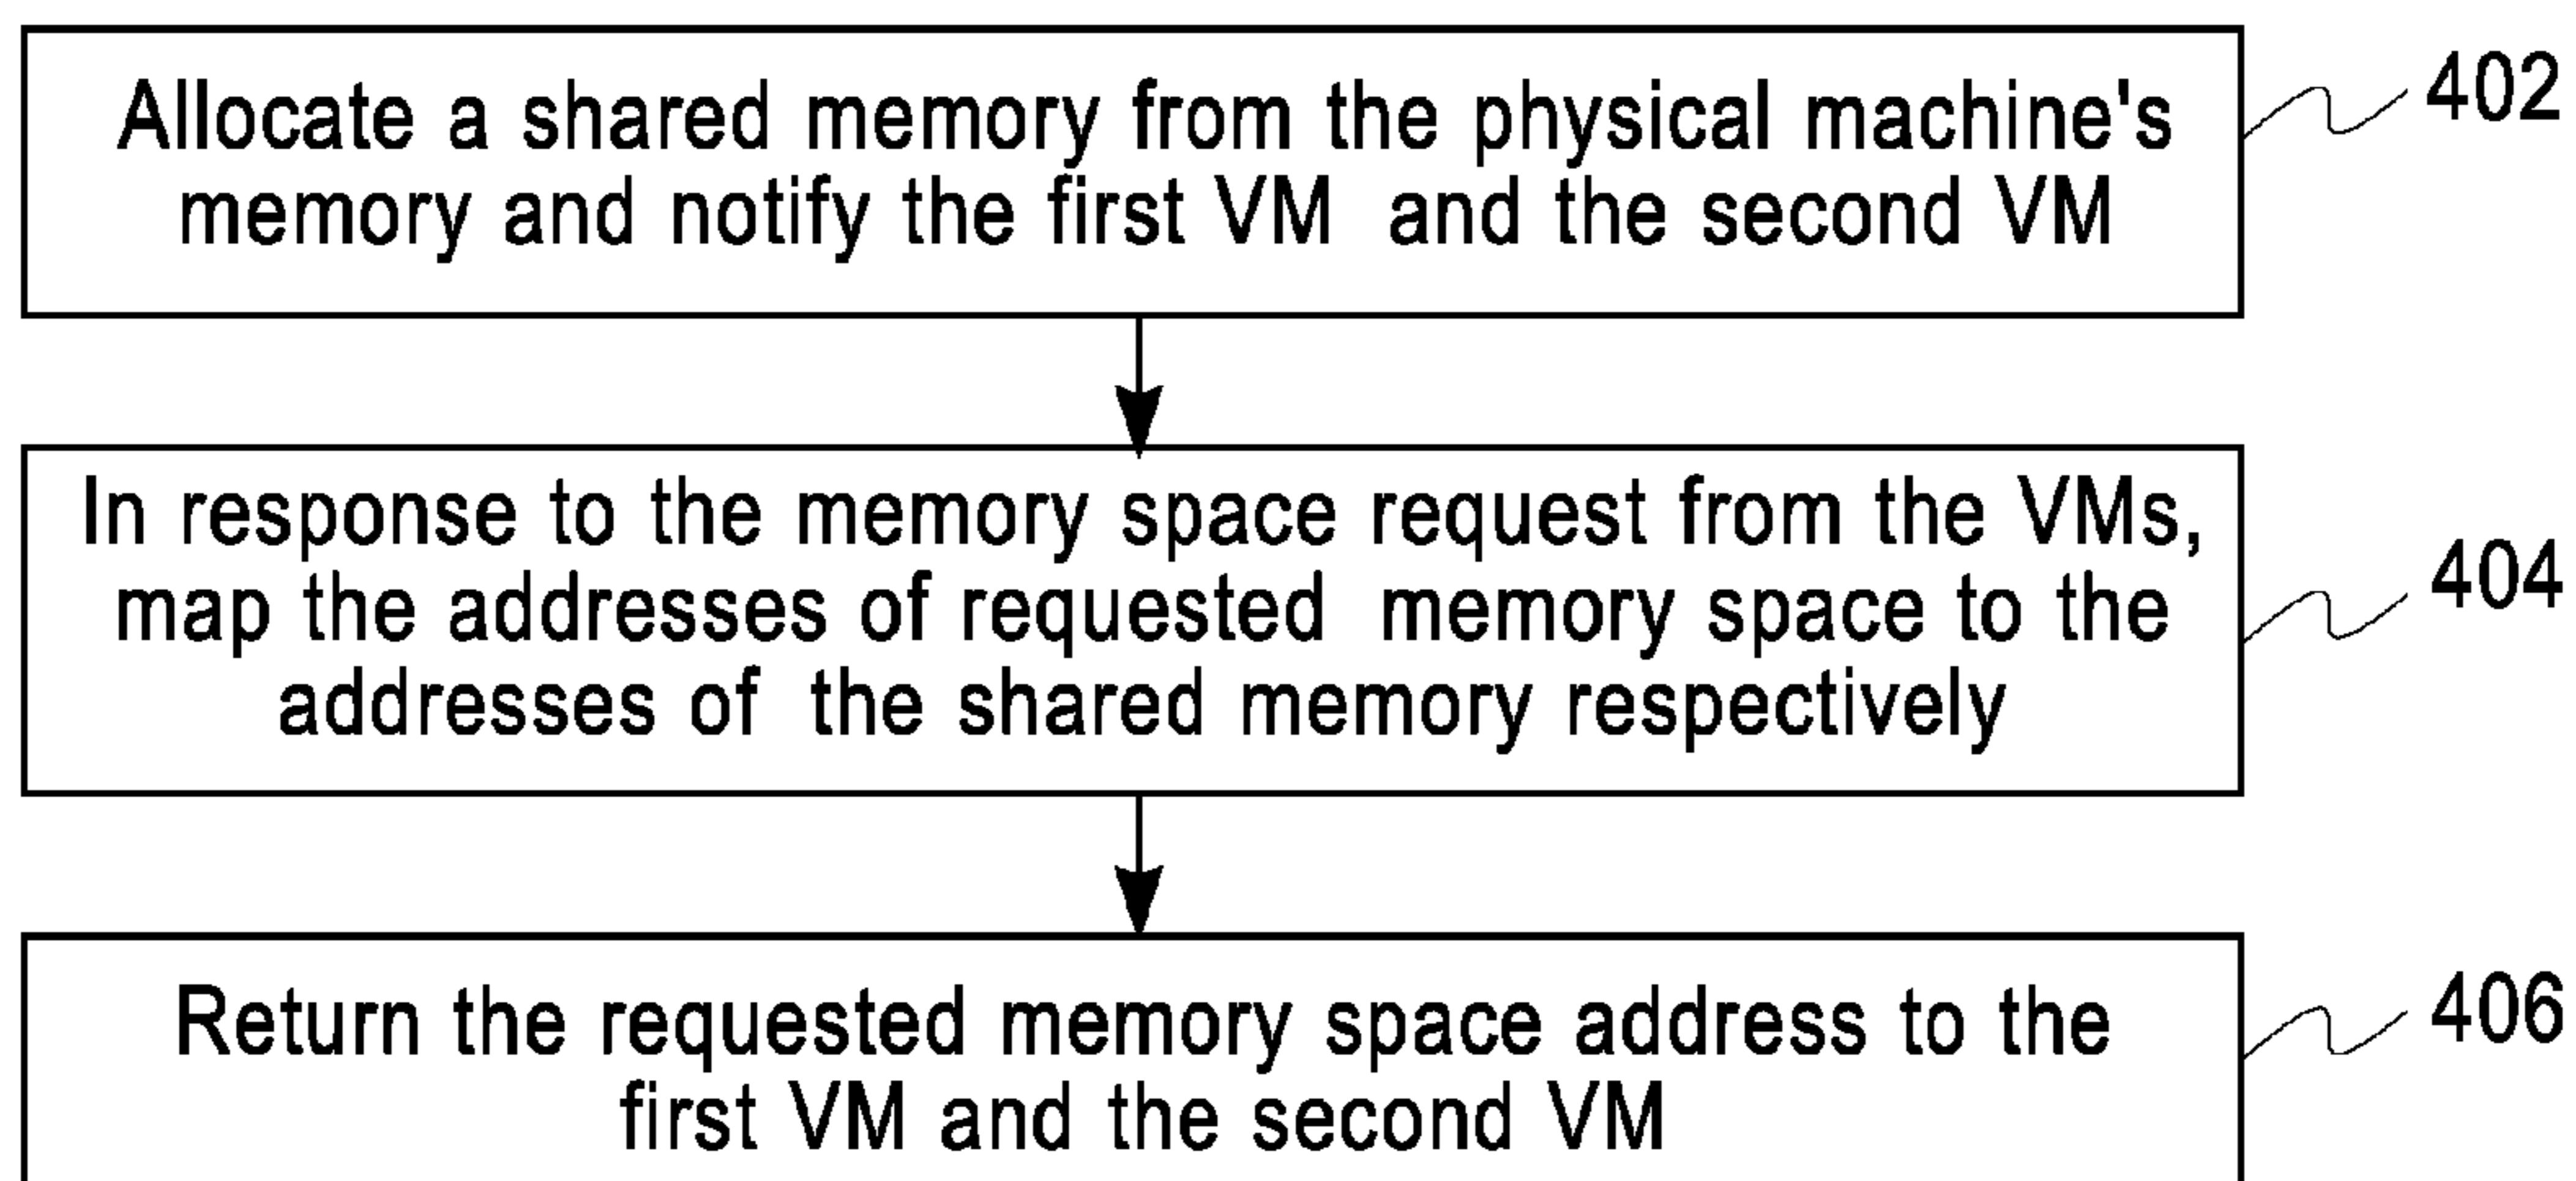 Allocate a shared memory from the physical machine's
memory and notify the first VM and the second VM
402
In response to the memory space request from the VMs,
map the addresses of requested memory space to the
addresses of the shared memory respectively
404
Return the requested memory space address to the
first VM and the second VM
406